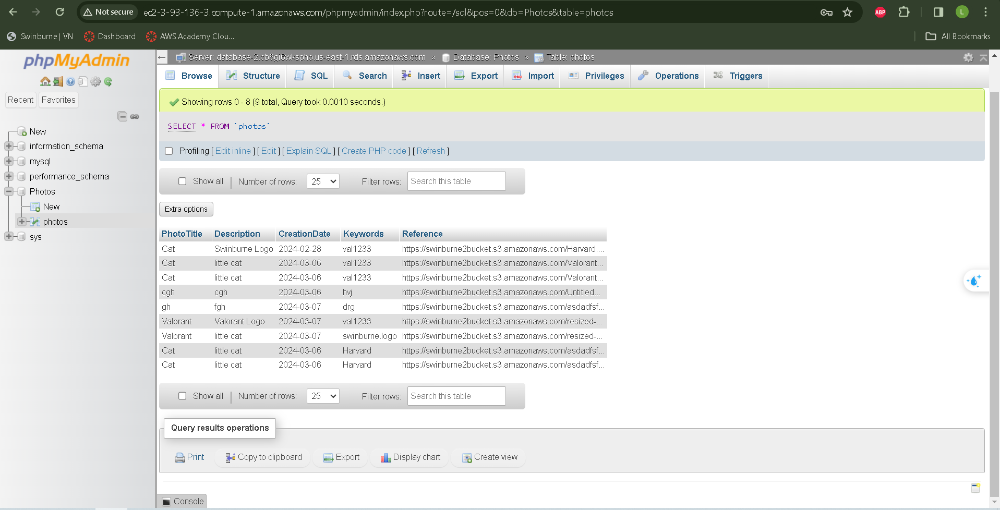 Not secure ec2-3-93-136-3.compute-1.amazonaws.com/phpmyadmin/index.php?route=/sql&pos=0&db=Photos&table=photos ABP L
Swinburne | VN Dashboard AWS Academy Clou... All Bookmarks
phpMyAdmin
Recent Favorites
New
information_schema
mysql
performance_schema
Photos
New
photos
sys
Server: database-2.cb6gi6wkspho.us-east-1.rds.amazonaws.com » Database: Photos » Table: photos
Browse Structure SQL Search Insert Export Import Privileges Operations Triggers
Showing rows 0 - 8 (9 total, Query took 0.0010 seconds.)
SELECT * FROM `photos`
Profiling [ Edit inline ] [ Edit ] [ Explain SQL ] [ Create PHP code ] [ Refresh ]
Show all Number of rows: 25 Filter rows: Search this table
Extra options
PhotoTitle Description CreationDate Keywords Reference
Cat Swinburne Logo 2024-02-28 val1233 https://swinburne2bucket.s3.amazonaws.com/Harvard....
Cat little cat 2024-03-06 val1233 https://swinburne2bucket.s3.amazonaws.com/Valorant...
Cat little cat 2024-03-06 val1233 https://swinburne2bucket.s3.amazonaws.com/Valorant...
cgh cgh 2024-03-06 hvj https://swinburne2bucket.s3.amazonaws.com/Untitled...
gh fgh 2024-03-07 drg https://swinburne2bucket.s3.amazonaws.com/asdadfsf...
Valorant Valorant Logo 2024-03-07 val1233 https://swinburne2bucket.s3.amazonaws.com/resized-...
Valorant little cat 2024-03-07 swinburne.logo https://swinburne2bucket.s3.amazonaws.com/resized-...
Cat little cat 2024-03-06 Harvard https://swinburne2bucket.s3.amazonaws.com/asdadfsf...
Cat little cat 2024-03-06 Harvard https://swinburne2bucket.s3.amazonaws.com/asdadfsf...
Show all Number of rows: 25 Filter rows: Search this table
Query results operations
Print Copy to clipboard Export Display chart Create view
Console